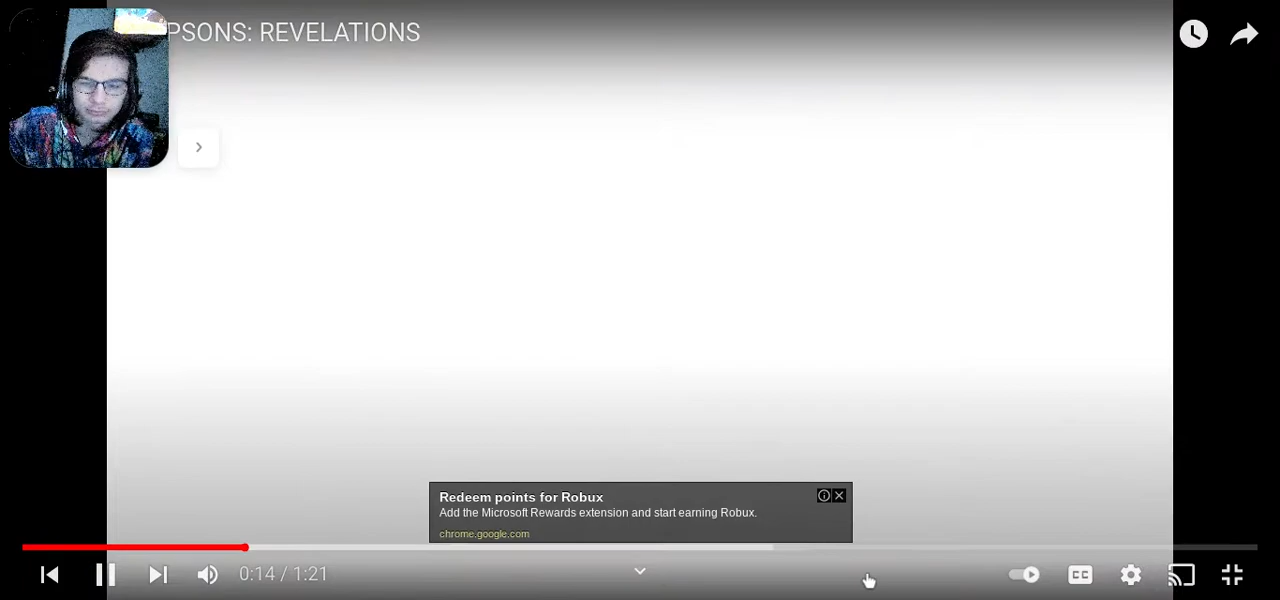 PSONS: REVELATIONS
Redeem points for Robux
Add the Microsoft Rewards extension and start earning Robux.
chrome.google.com
0:14 / 1:21
CC